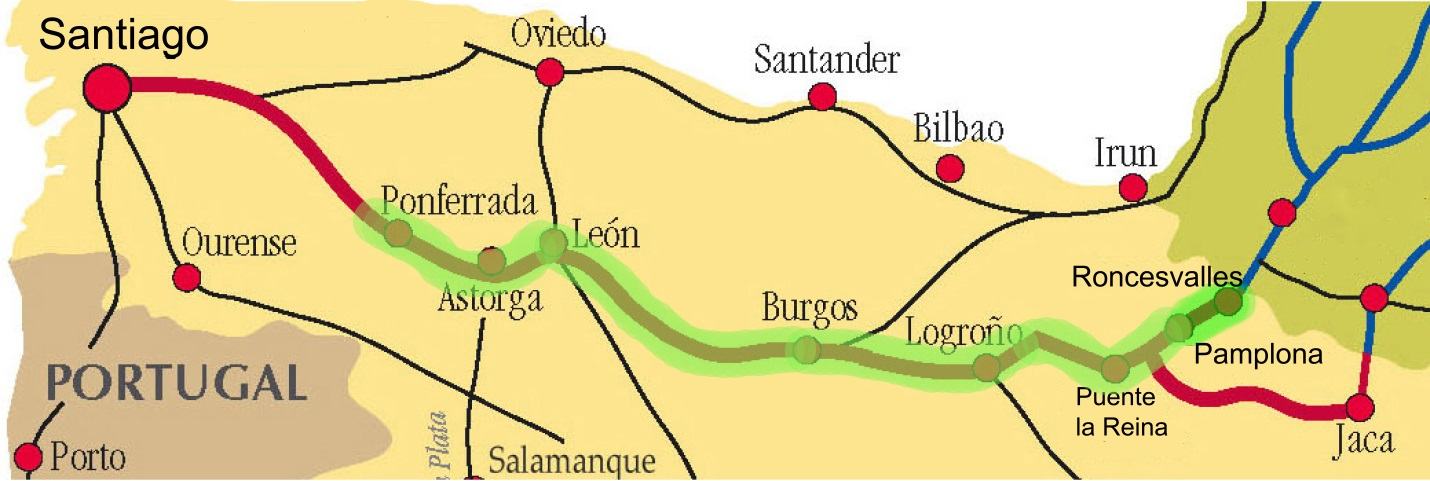 Santiago
Oviedo
Santander
Bilbao
Irun
Ponferrada
Ourense
León
Astorga
Burgos
Logroño
Roncesvalles
Pamplona
PORTUGAL
Puente
la Reina
Jaca
Porto
Plata
Salamanque